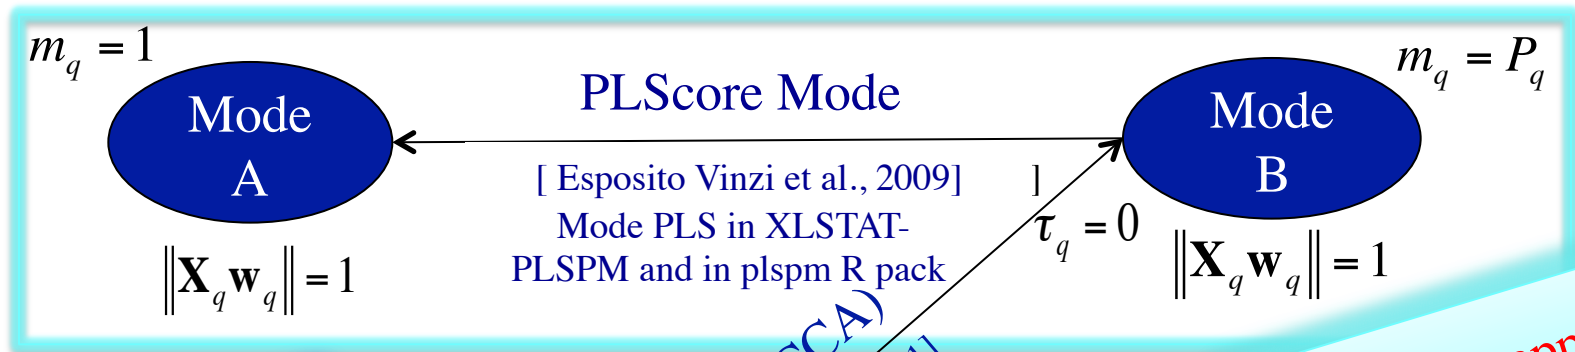 m_q = 1
m_q = P_q
PLScore Mode
Mode
A
Mode
B
[ Esposito Vinzi et al., 2009] ]
Mode PLS in XLSTAT-
PLSPM and in plspm R pack
τ_q = 0
‖X_q w_q‖ = 1
‖X_q w_q‖ = 1
CCA)